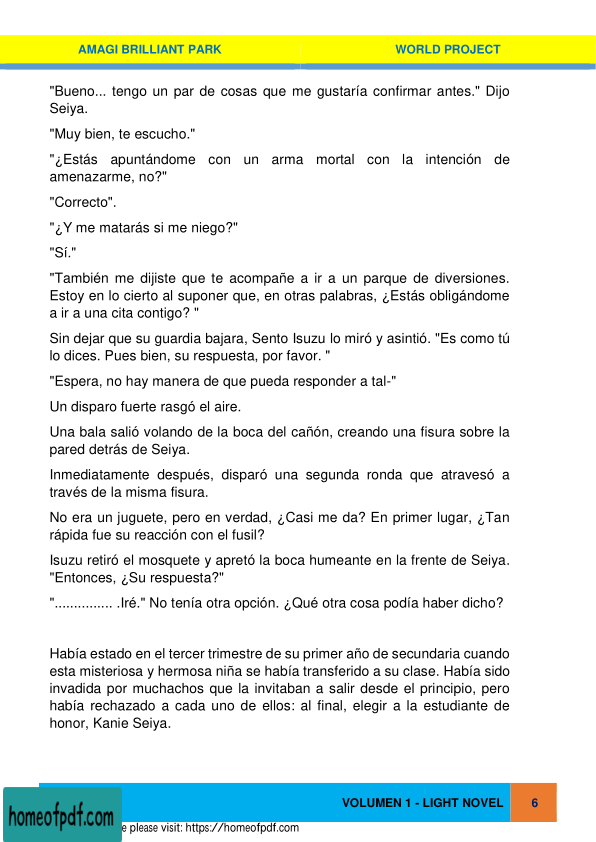 AMAGI BRILLIANT PARK WORLD PROJECT
"Bueno... tengo un par de cosas que me gustaría confirmar antes." Dijo
Seiya.
"Muy bien, te escucho."
"¿Estás apuntándome con un arma mortal con la intención de
amenazarme, no?"
"Correcto".
"¿Y me matarás si me niego?"
"Sí."
"También me dijiste que te acompañe a ir a un parque de diversiones.
Estoy en lo cierto al suponer que, en otras palabras, ¿Estás obligándome
a ir a una cita contigo? "
Sin dejar que su guardia bajara, Sento Isuzu lo miró y asintió. "Es como tú
lo dices. Pues bien, su respuesta, por favor. "
"Espera, no hay manera de que pueda responder a tal-"
Un disparo fuerte rasgó el aire.
Una bala salió volando de la boca del cañón, creando una fisura sobre la
pared detrás de Seiya.
Inmediatamente después, disparó una segunda ronda que atravesó a
través de la misma fisura.
No era un juguete, pero en verdad, ¿Casi me da? En primer lugar, ¿Tan
rápida fue su reacción con el fusil?
Isuzu retiró el mosquete y apretó la boca humeante en la frente de Seiya.
"Entonces, ¿Su respuesta?"
"............... .Iré." No tenía otra opción. ¿Qué otra cosa podía haber dicho?
Había estado en el tercer trimestre de su primer año de secundaria cuando
esta misteriosa y hermosa niña se había transferido a su clase. Había sido
invadida por muchachos que la invitaban a salir desde el principio, pero
había rechazado a cada uno de ellos: al final, elegir a la estudiante de
honor, Kanie Seiya.
VOLUMEN 1 - LIGHT NOVEL 6
homeofpdf.com
please visit: https://homeofpdf.com